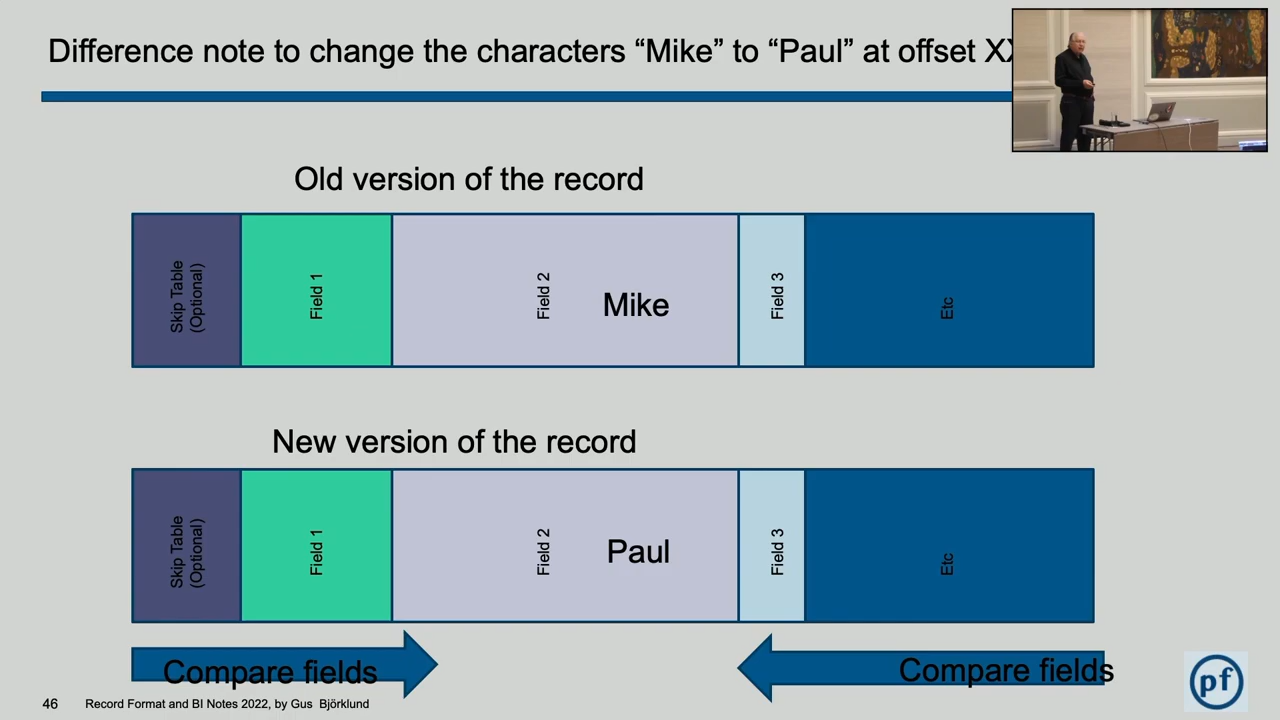 Difference note to change the characters “Mike” to “Paul” at offset
Old version of the record
Skip Table
(Optional)
Field 1
Field 2
Mike
Field 3
Etc
New version of the record
Skip Table
(Optional)
Field 1
Field 2
Paul
Field 3
Etc
Compare fields
Compare fields
46
Record Format and BI Notes 2022, by Gus Björklund
pf